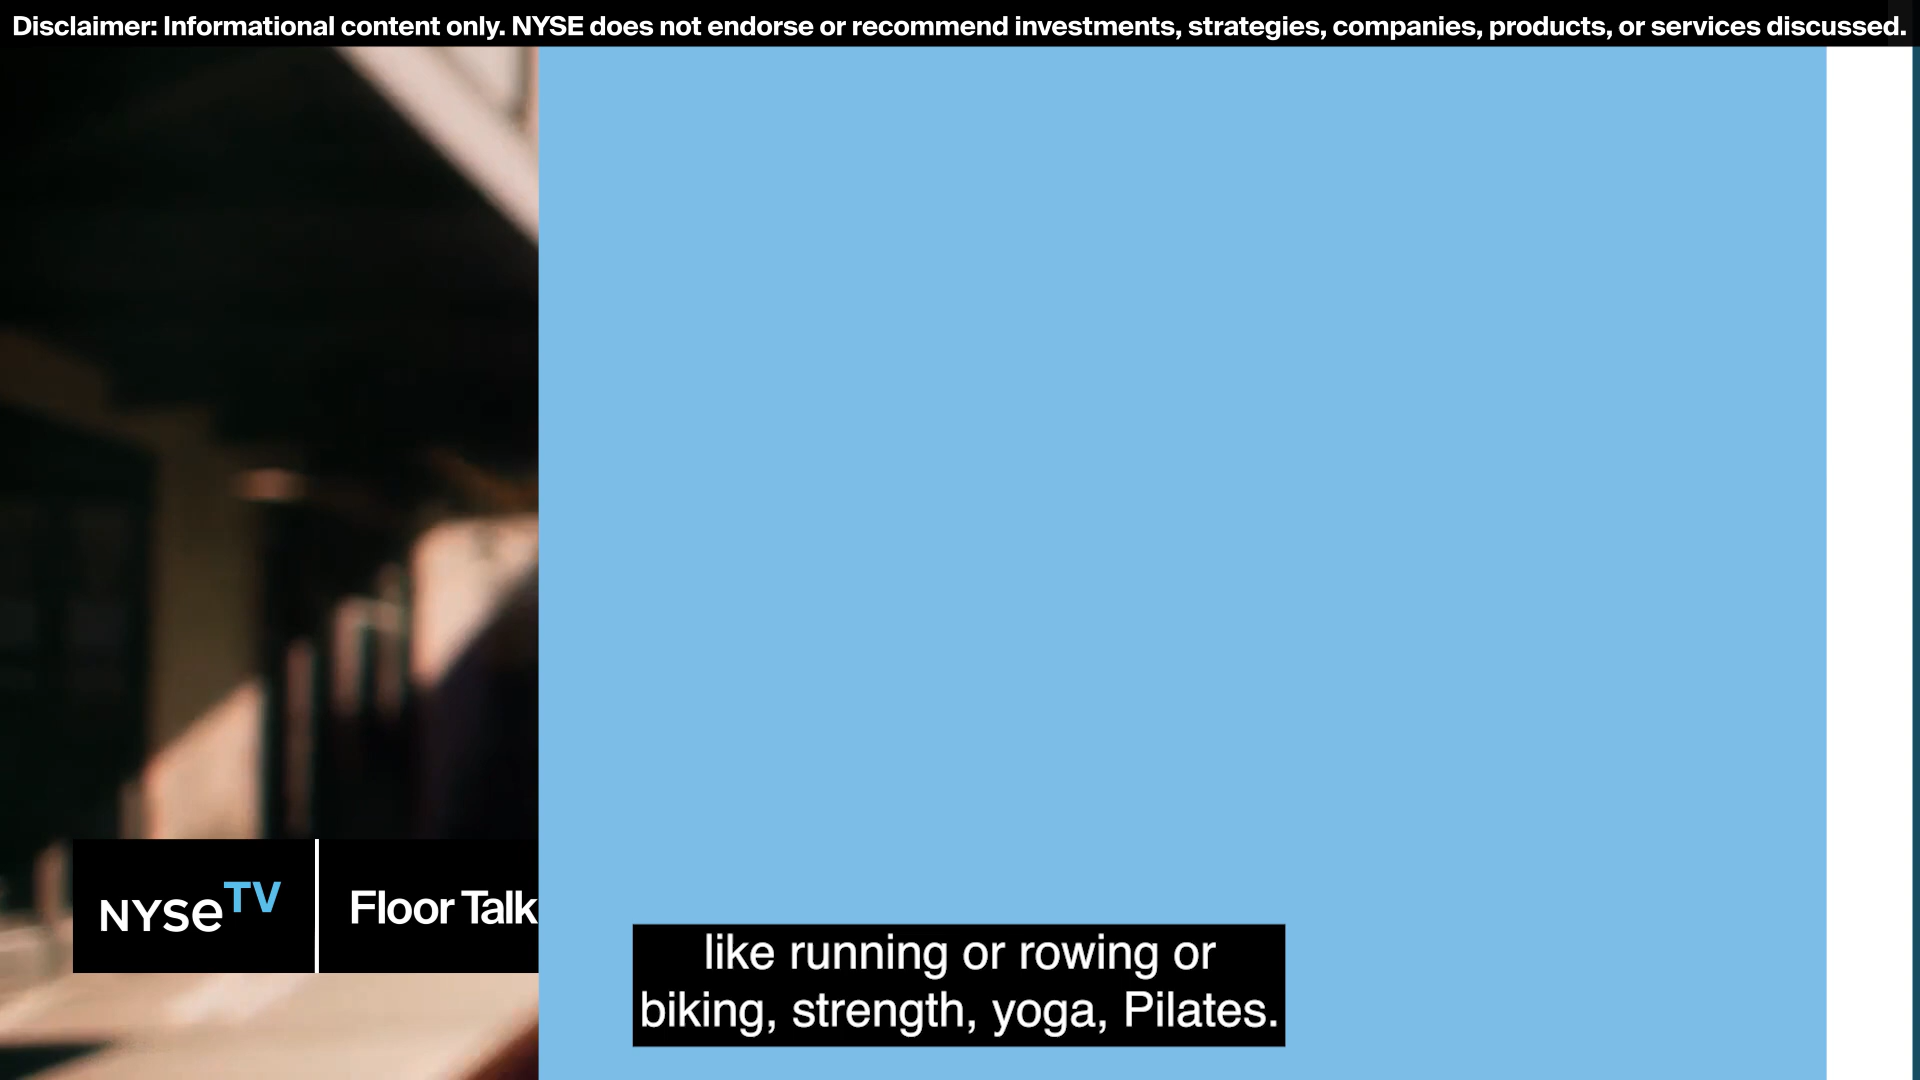 Disclaimer: Informational content only. NYSE does not endorse or recommend investments, strategies, companies, products, or services discussed.
NYSE TV
Floor Talk
like running or rowing or
biking, strength, yoga, Pilates.